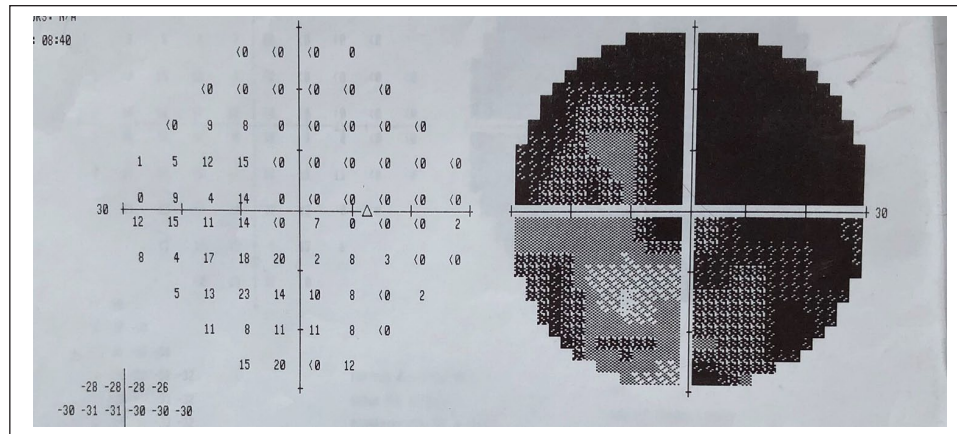 : 08:40
<0 <0 <0 0
<0 <0 <0 <0 <0 <0
<0 9 8 0 <0 <0 <0 <0
1 5 12 15 <0 <0 <0 <0 <0 <0
0 9 4 14 0 <0 <0 <0 <0 <0
30 30
12 15 11 14 <0 7 0 <0 <0 2
8 4 17 18 20 2 8 3 <0 <0
5 13 23 14 10 8 <0 2
11 8 11 11 8 <0
15 20 <0 12
-28 -28 -28 -26
-30 -31 -31 -30 -30 -30